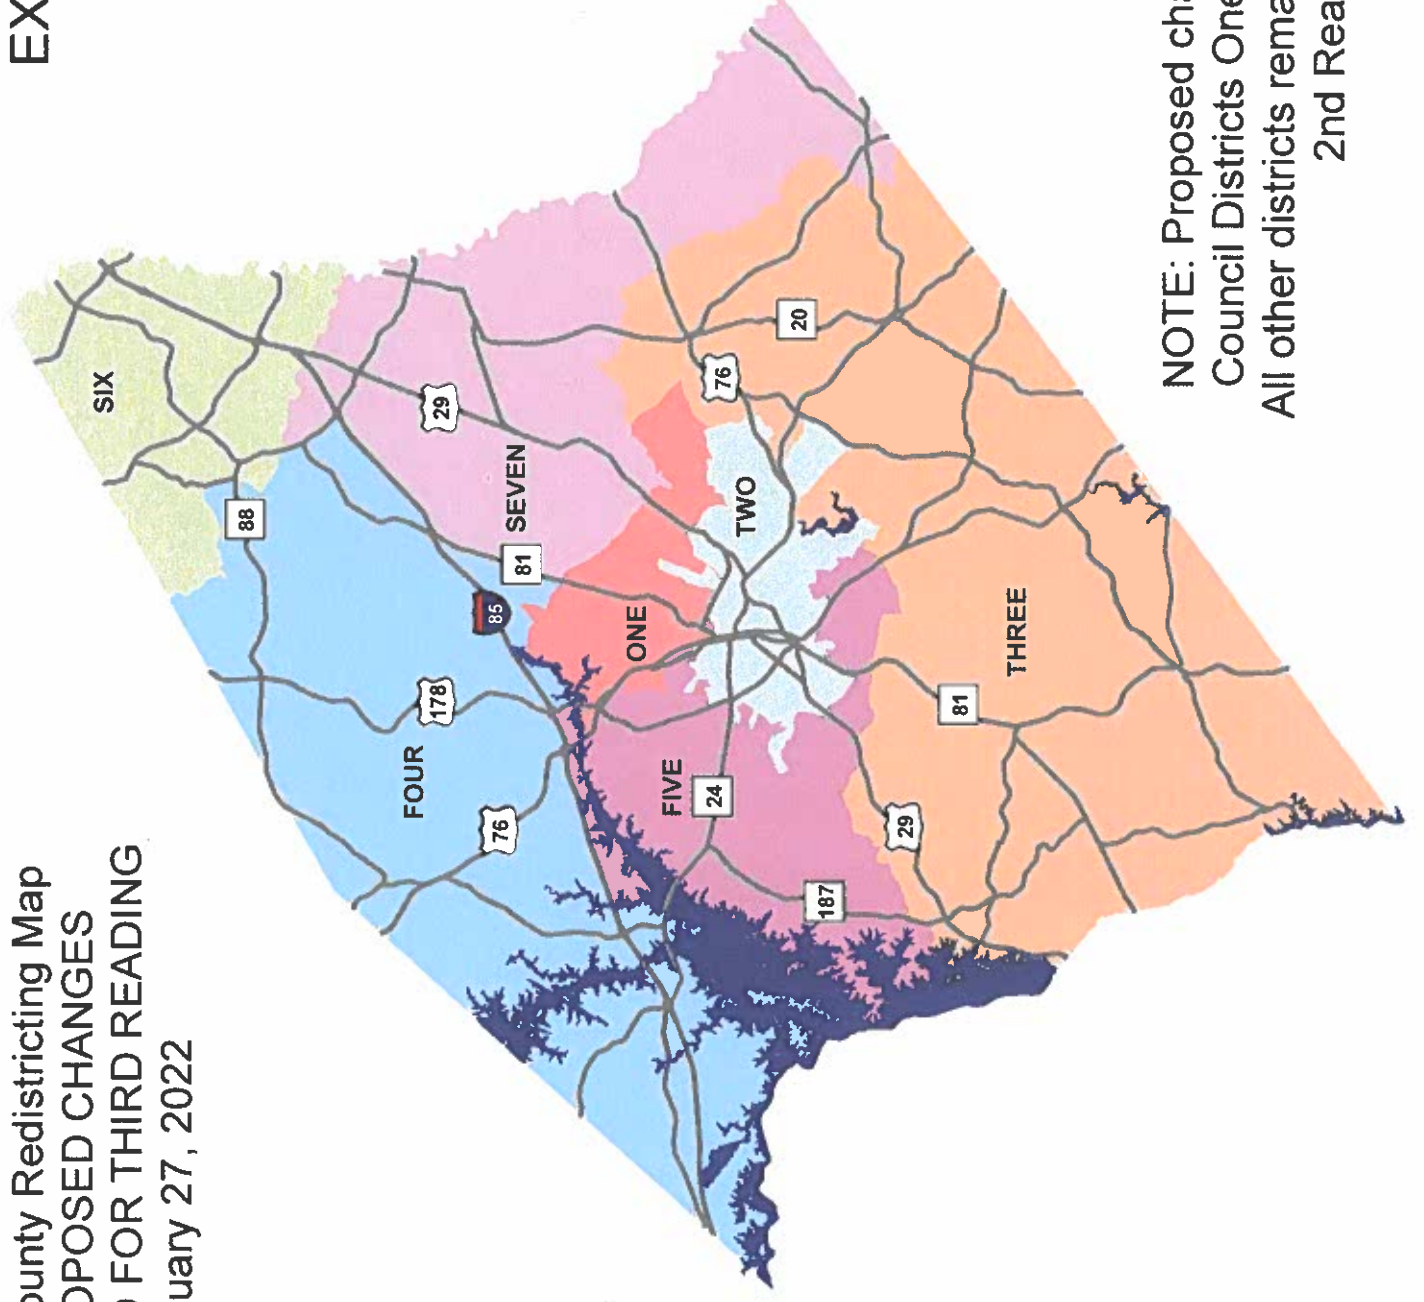 ounty Redistricting Map
OPOSED CHANGES
FOR THIRD READING
uary 27, 2022
EX
SIX
88
29
SEVEN
81
85
FOUR
178
76
ONE
TWO
76
20
FIVE
24
187
29
81
THREE
NOTE: Proposed cha
Council Districts One
All other districts rema
2nd Rea